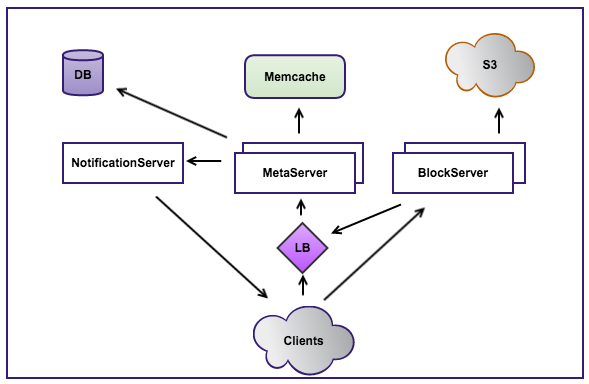 DB
Memcache
S3
NotificationServer
MetaServer
BlockServer
LB
Clients